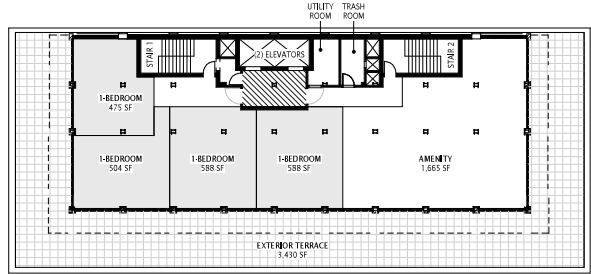 UTILITY
ROOM
TRASH
ROOM
STAIR 1
(2) ELEVATORS
STAIR 2
1-BEDROOM
475 SF
1-BEDROOM
504 SF
1-BEDROOM
588 SF
1-BEDROOM
588 SF
AMENITY
1,665 SF
EXTERIOR TERRACE
3,430 SF